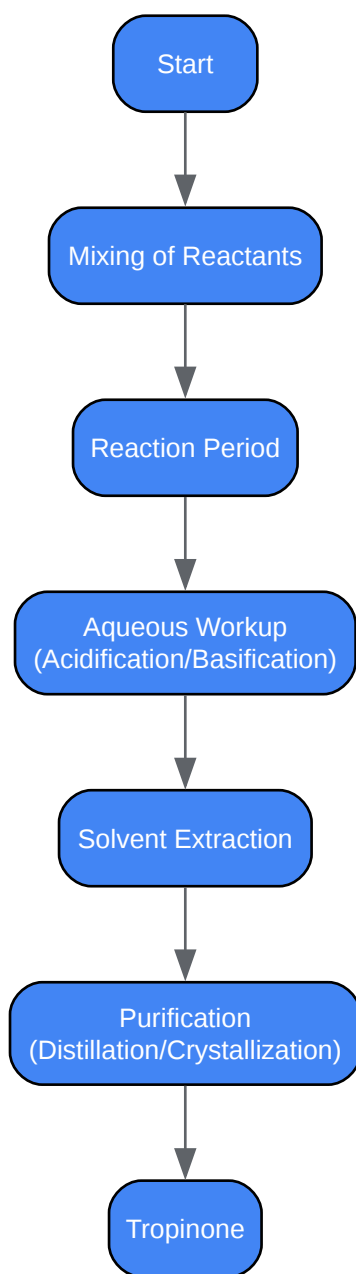 Start
Mixing of Reactants
Reaction Period
Aqueous Workup
(Acidification/Basification)
Solvent Extraction
Purification
(Distillation/Crystallization)
Tropinone